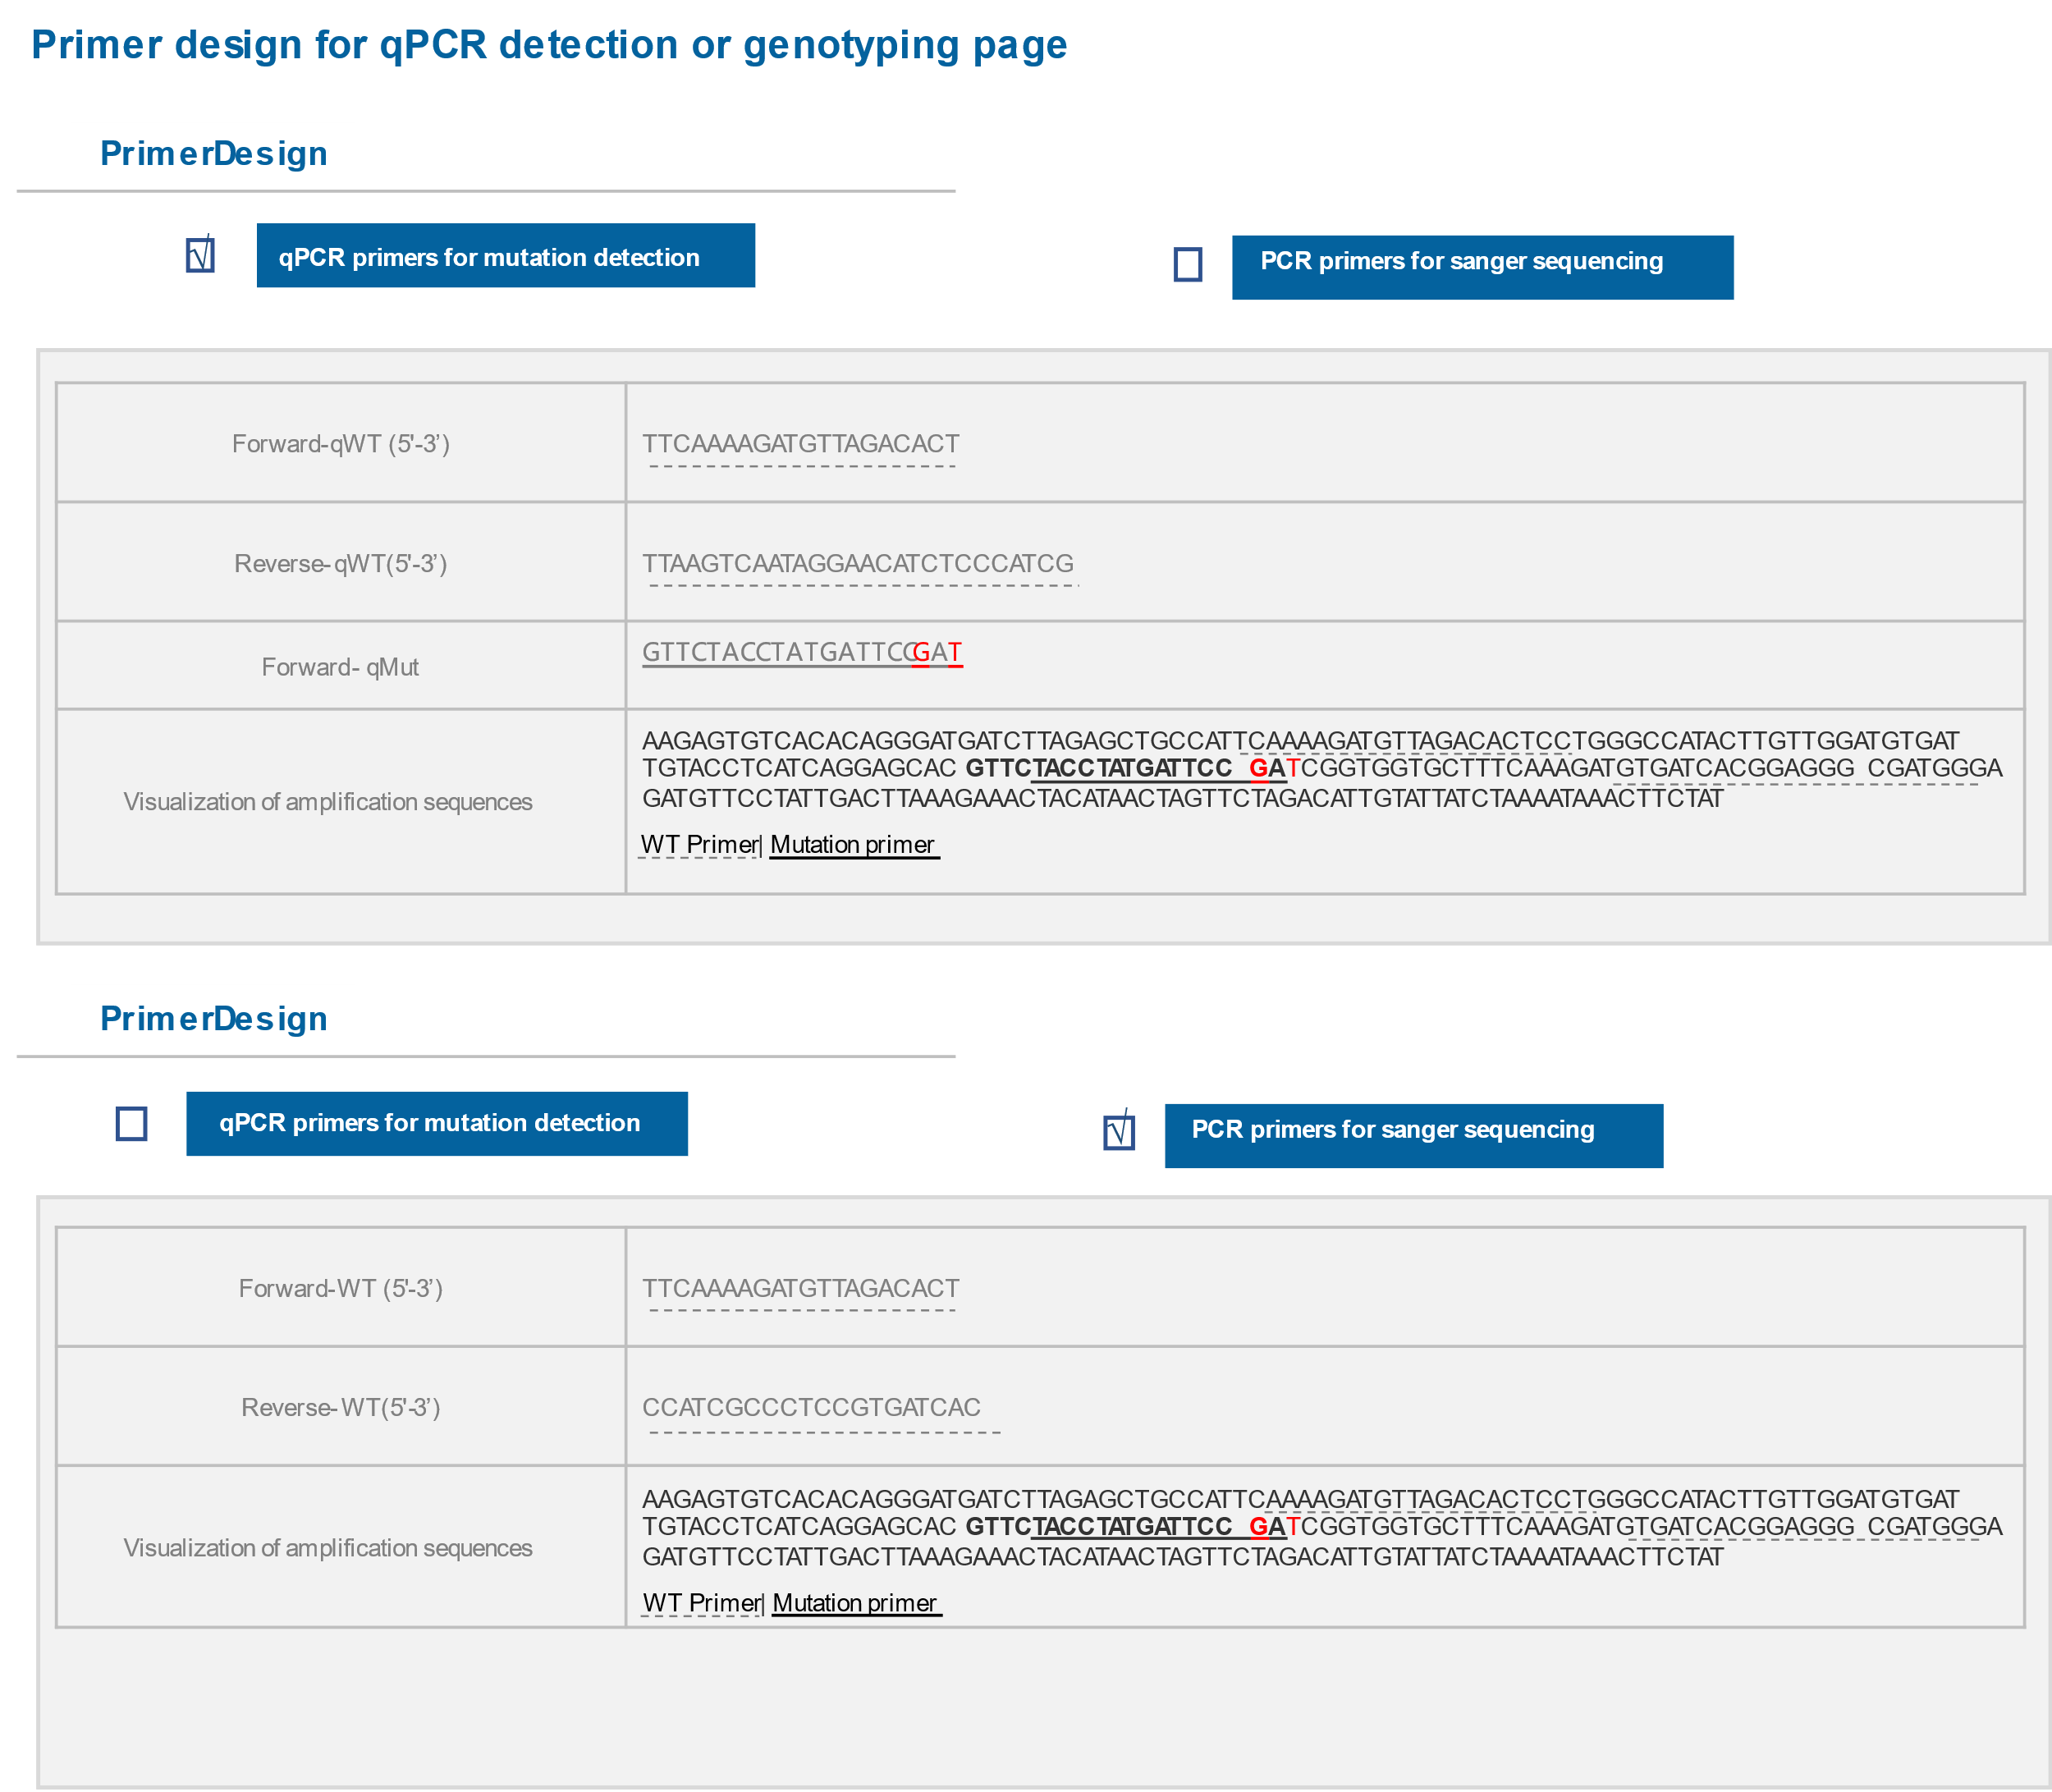 Primer design for qPCR detection or genotyping page
PrimerDesign
√
qPCR primers for mutation detection
PCR primers for sanger sequencing
Forward-qWT (5'-3’)
TTCAAAAGATGTTAGACACT
Reverse-qWT(5'-3’)
TTAAGTCAATAGGAACATCTCCCATCG
Forward- qMut
GTTCTACCTATGATTCCGAT
Visualization of amplification sequences
AAGAGTGTCACACAGGGATGATCTTAGAGCTGCCATTCAAAAGATGTTAGACACTCCTGGGCCATACTTGTTGGATGTGAT
TGTACCTCATCAGGAGCAC GTTCTACCTATGATTCC GATCGGTGGTGCTTTCAAAGATGTGATCACGGAGGG CGATGGGA
GATGTTCCTATTGACTTAAAGAAACTACATAACTAGTTCTAGACATTGTATTATCTAAAATAAACTTCTAT
WT Primer| Mutation primer
PrimerDesign
qPCR primers for mutation detection
√
PCR primers for sanger sequencing
Forward-WT (5'-3’)
TTCAAAAGATGTTAGACACT
Reverse-WT(5'-3’)
CCATCGCCCTCCGTGATCAC
Visualization of amplification sequences
AAGAGTGTCACACAGGGATGATCTTAGAGCTGCCATTCAAAAGATGTTAGACACTCCTGGGCCATACTTGTTGGATGTGAT
TGTACCTCATCAGGAGCAC GTTCTACCTATGATTCC GATCGGTGGTGCTTTCAAAGATGTGATCACGGAGGG CGATGGGA
GATGTTCCTATTGACTTAAAGAAACTACATAACTAGTTCTAGACATTGTATTATCTAAAATAAACTTCTAT
WT Primer| Mutation primer